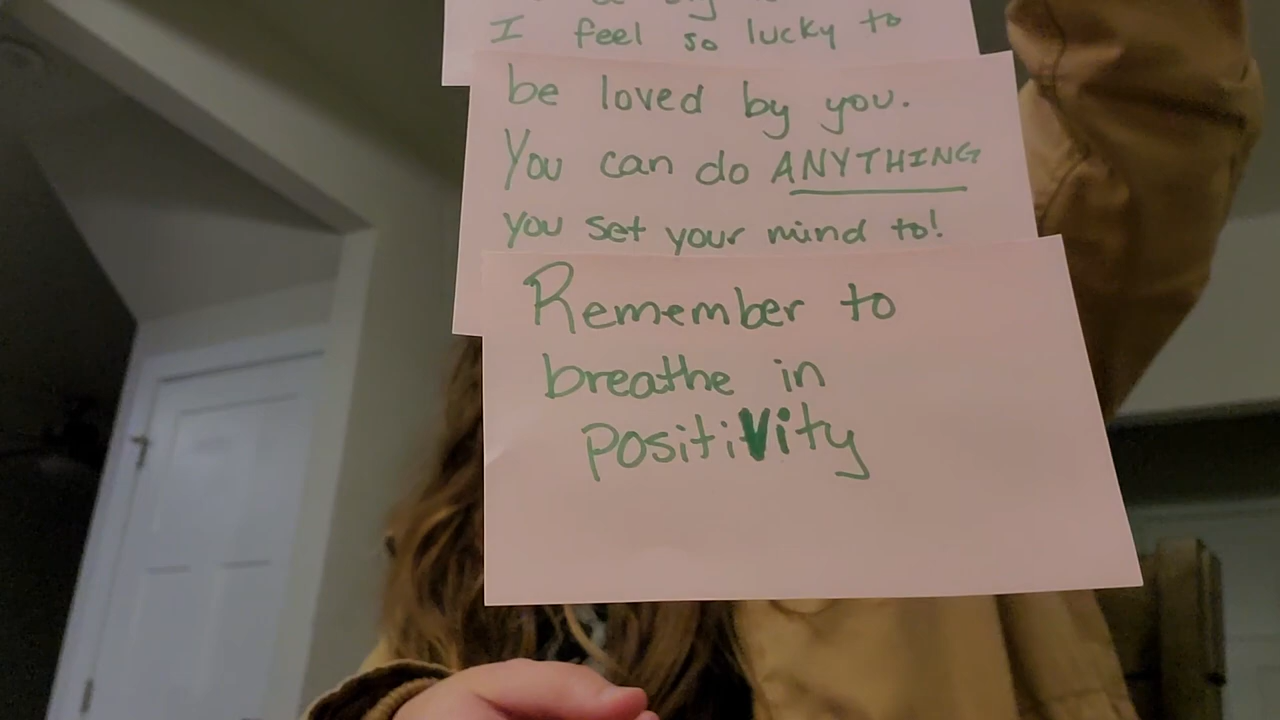 I feel so lucky to
be loved by you.
You can do ANYTHING
you set your mind to!
Remember to
breathe in
positivity